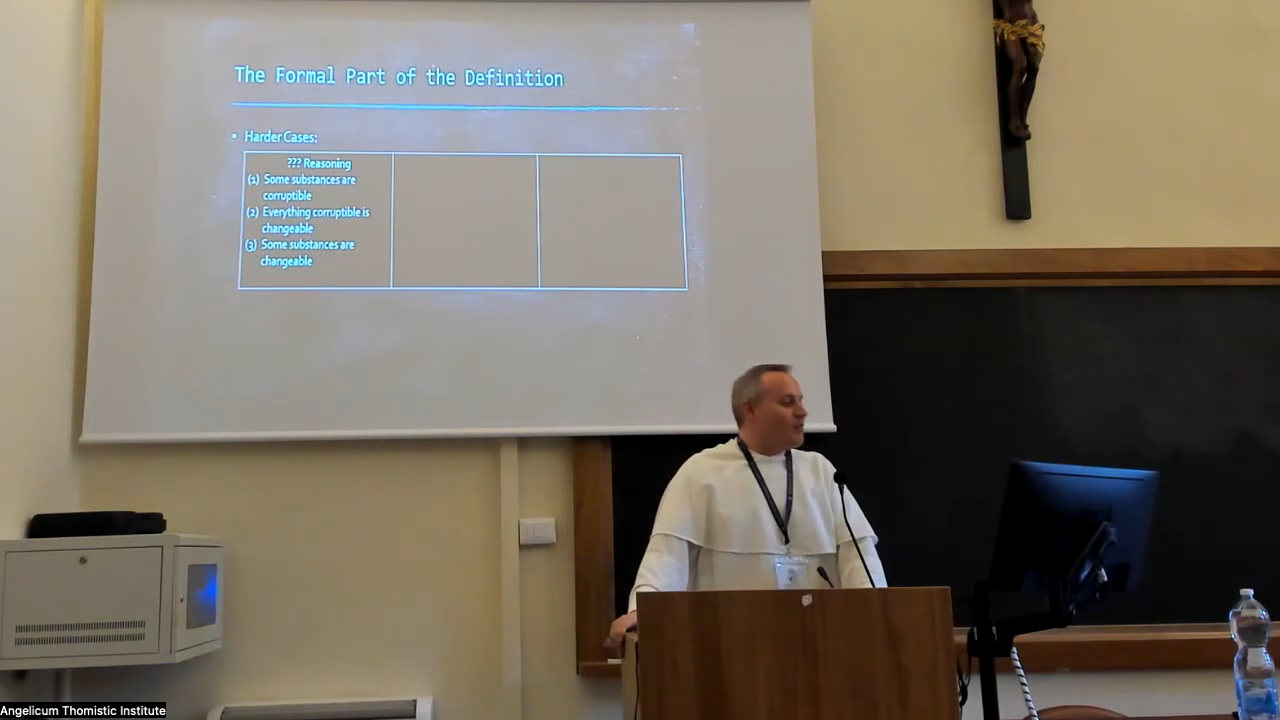 The Formal Part of the Definition
• Harder Cases:
??? Reasoning
(1) Some substances are
corruptible
(2) Everything corruptible is
changeable
(3) Some substances are
changeable
Angelicum Thomistic Institute